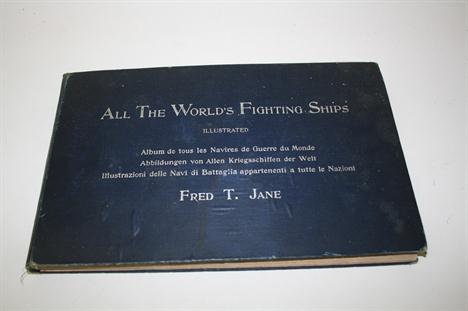 All The World's Fighting Ships
Illustrated
Album de tous les Navires de Guerre du Monde
Abbildungen von Allen Kriegsschiffen der Welt
Illustrazioni delle Navi di Battaglia appartenenti a tutte le Nazioni
Fred T. Jane